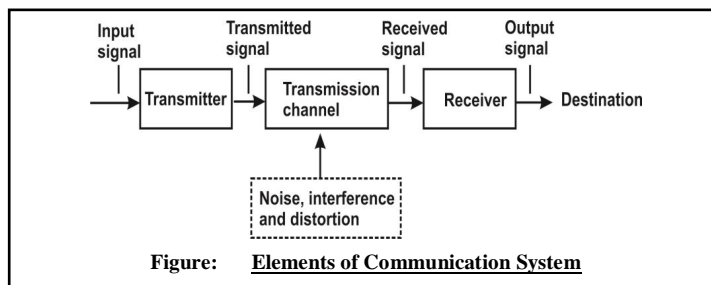 Input
signal
Transmitted
signal
Received
signal
Output
signal
Transmitter
Transmission
channel
Receiver
Destination
Noise, interference
and distortion
Figure: Elements of Communication System